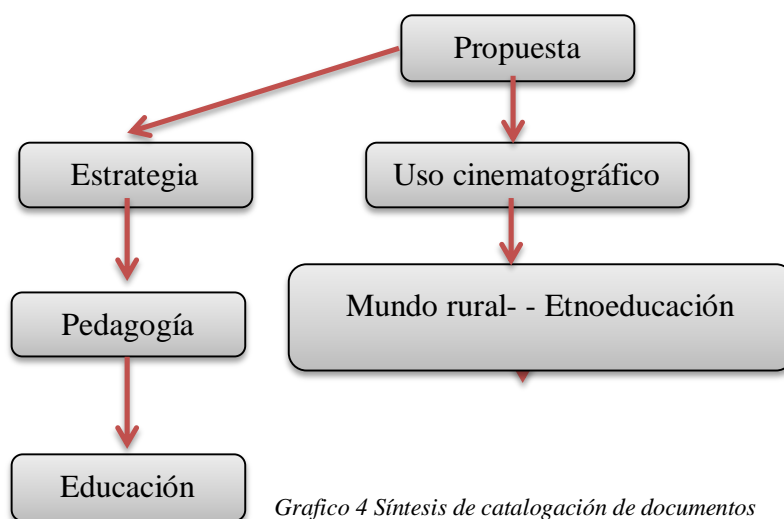 Propuesta
Estrategia
Uso cinematográfico
Mundo rural- - Etnoeducación
Pedagogía
Educación
Grafico 4 Síntesis de catalogación de documentos